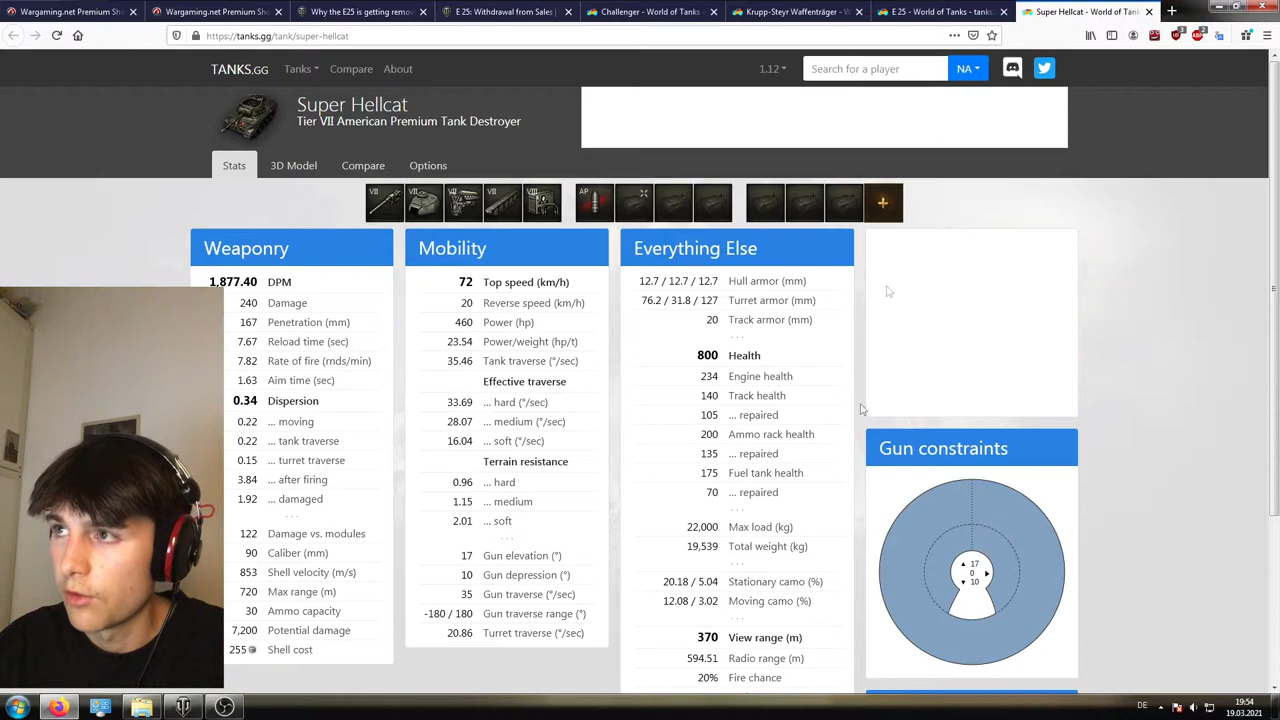 Wargaming.net Premium Sho
Wargaming.net Premium Sho
Why the E25 is getting remov
E 25: Withdrawal from Sales |
Challenger - World of Tanks -
Krupp-Steyr Waffenträger - W
E 25 - World of Tanks - tanks
Super Hellcat - World of Tank
https://tanks.gg/tank/super-hellcat
TANKS.GG
Tanks
Compare
About
1.12
Search for a player
NA
Super Hellcat
Tier VII American Premium Tank Destroyer
Stats
3D Model
Compare
Options
VII
VII
VII
VII
VIII
AP
Weaponry
1,877.40 DPM
240 Damage
167 Penetration (mm)
7.67 Reload time (sec)
7.82 Rate of fire (rnds/min)
1.63 Aim time (sec)
0.34 Dispersion
0.22 ... moving
0.22 ... tank traverse
0.15 ... turret traverse
3.84 ... after firing
1.92 ... damaged
...
122 Damage vs. modules
90 Caliber (mm)
853 Shell velocity (m/s)
720 Max range (m)
30 Ammo capacity
7,200 Potential damage
255 Shell cost
Mobility
72 Top speed (km/h)
20 Reverse speed (km/h)
460 Power (hp)
23.54 Power/weight (hp/t)
35.46 Tank traverse (°/sec)
Effective traverse
33.69 ... hard (°/sec)
28.07 ... medium (°/sec)
16.04 ... soft (°/sec)
Terrain resistance
0.96 ... hard
1.15 ... medium
2.01 ... soft
...
17 Gun elevation (°)
10 Gun depression (°)
35 Gun traverse (°/sec)
-180 / 180 Gun traverse range (°)
20.86 Turret traverse (°/sec)
Everything Else
12.7 / 12.7 / 12.7 Hull armor (mm)
76.2 / 31.8 / 127 Turret armor (mm)
20 Track armor (mm)
...
800 Health
234 Engine health
140 Track health
105 ... repaired
200 Ammo rack health
135 ... repaired
175 Fuel tank health
70 ... repaired
...
22,000 Max load (kg)
19,539 Total weight (kg)
...
20.18 / 5.04 Stationary camo (%)
12.08 / 3.02 Moving camo (%)
...
370 View range (m)
594.51 Radio range (m)
20% Fire chance
Gun constraints
17
0
10
DE
19:54
19.03.2021